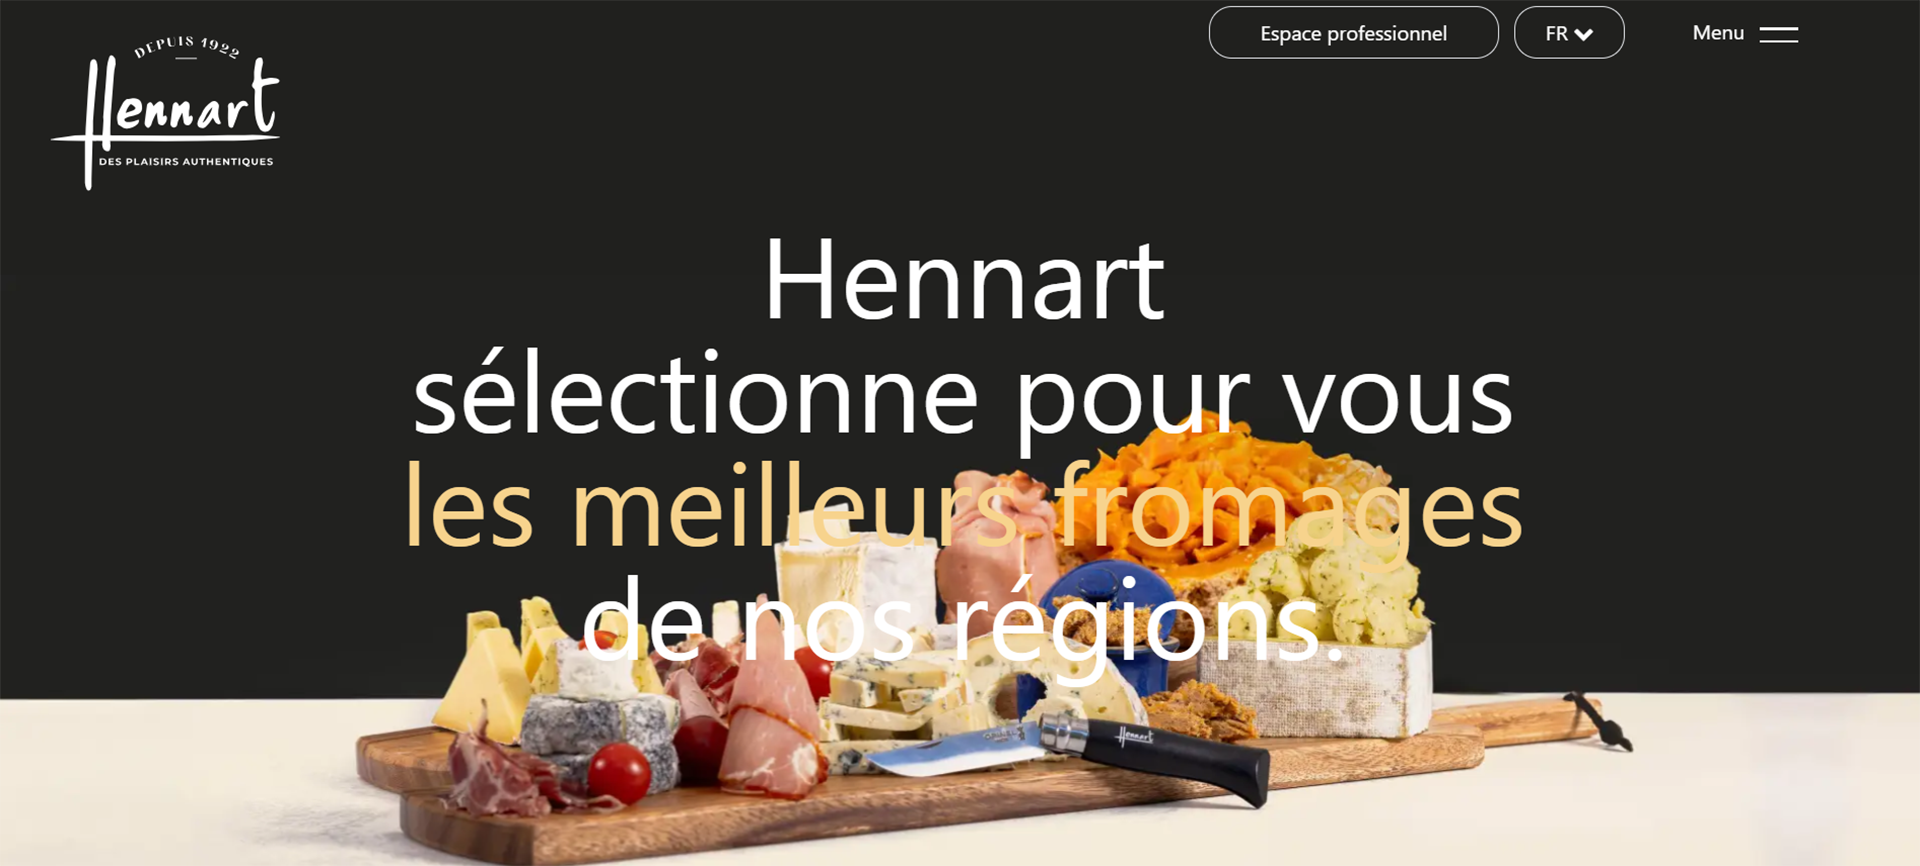 DEPUIS 1922
Hennart
DES PLAISIRS AUTHENTIQUES
Espace professionnel
FR
Menu
Hennart
sélectionne pour vous
les meilleurs fromages
de nos régions.
Hennart